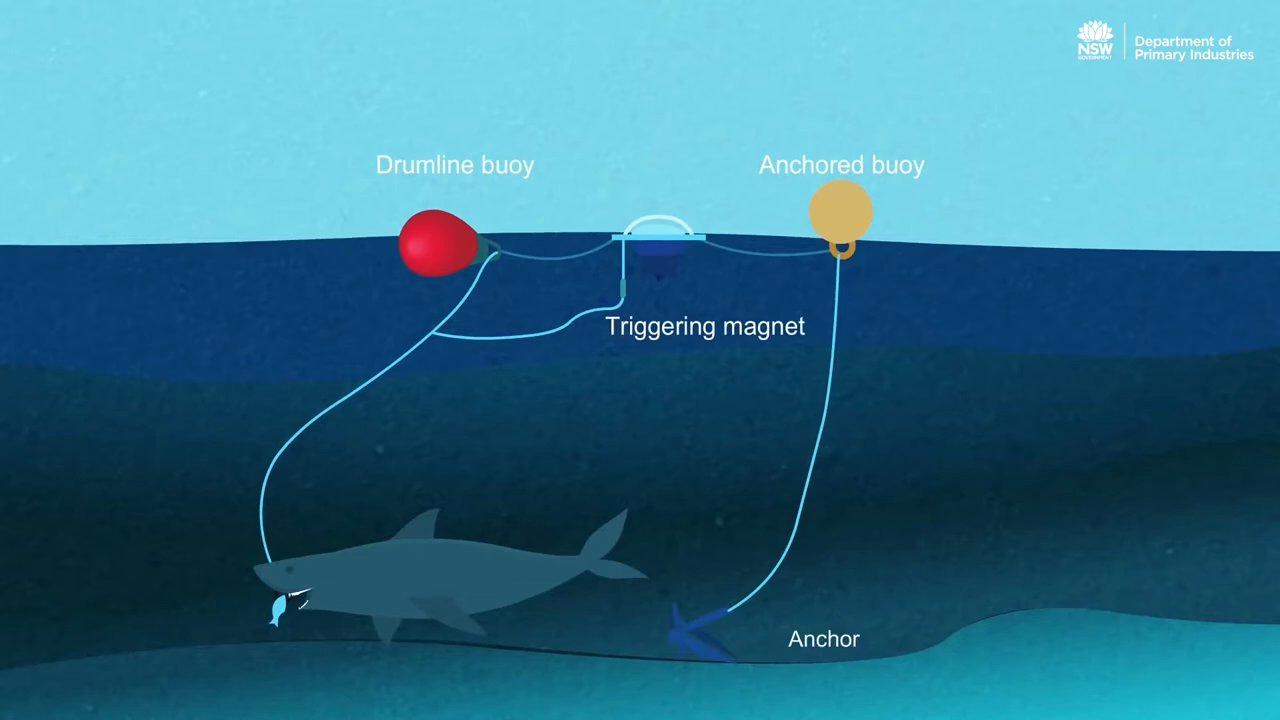 NSW
GOVERNMENT
Department of
Primary Industries
Drumline buoy
Anchored buoy
Triggering magnet
Anchor